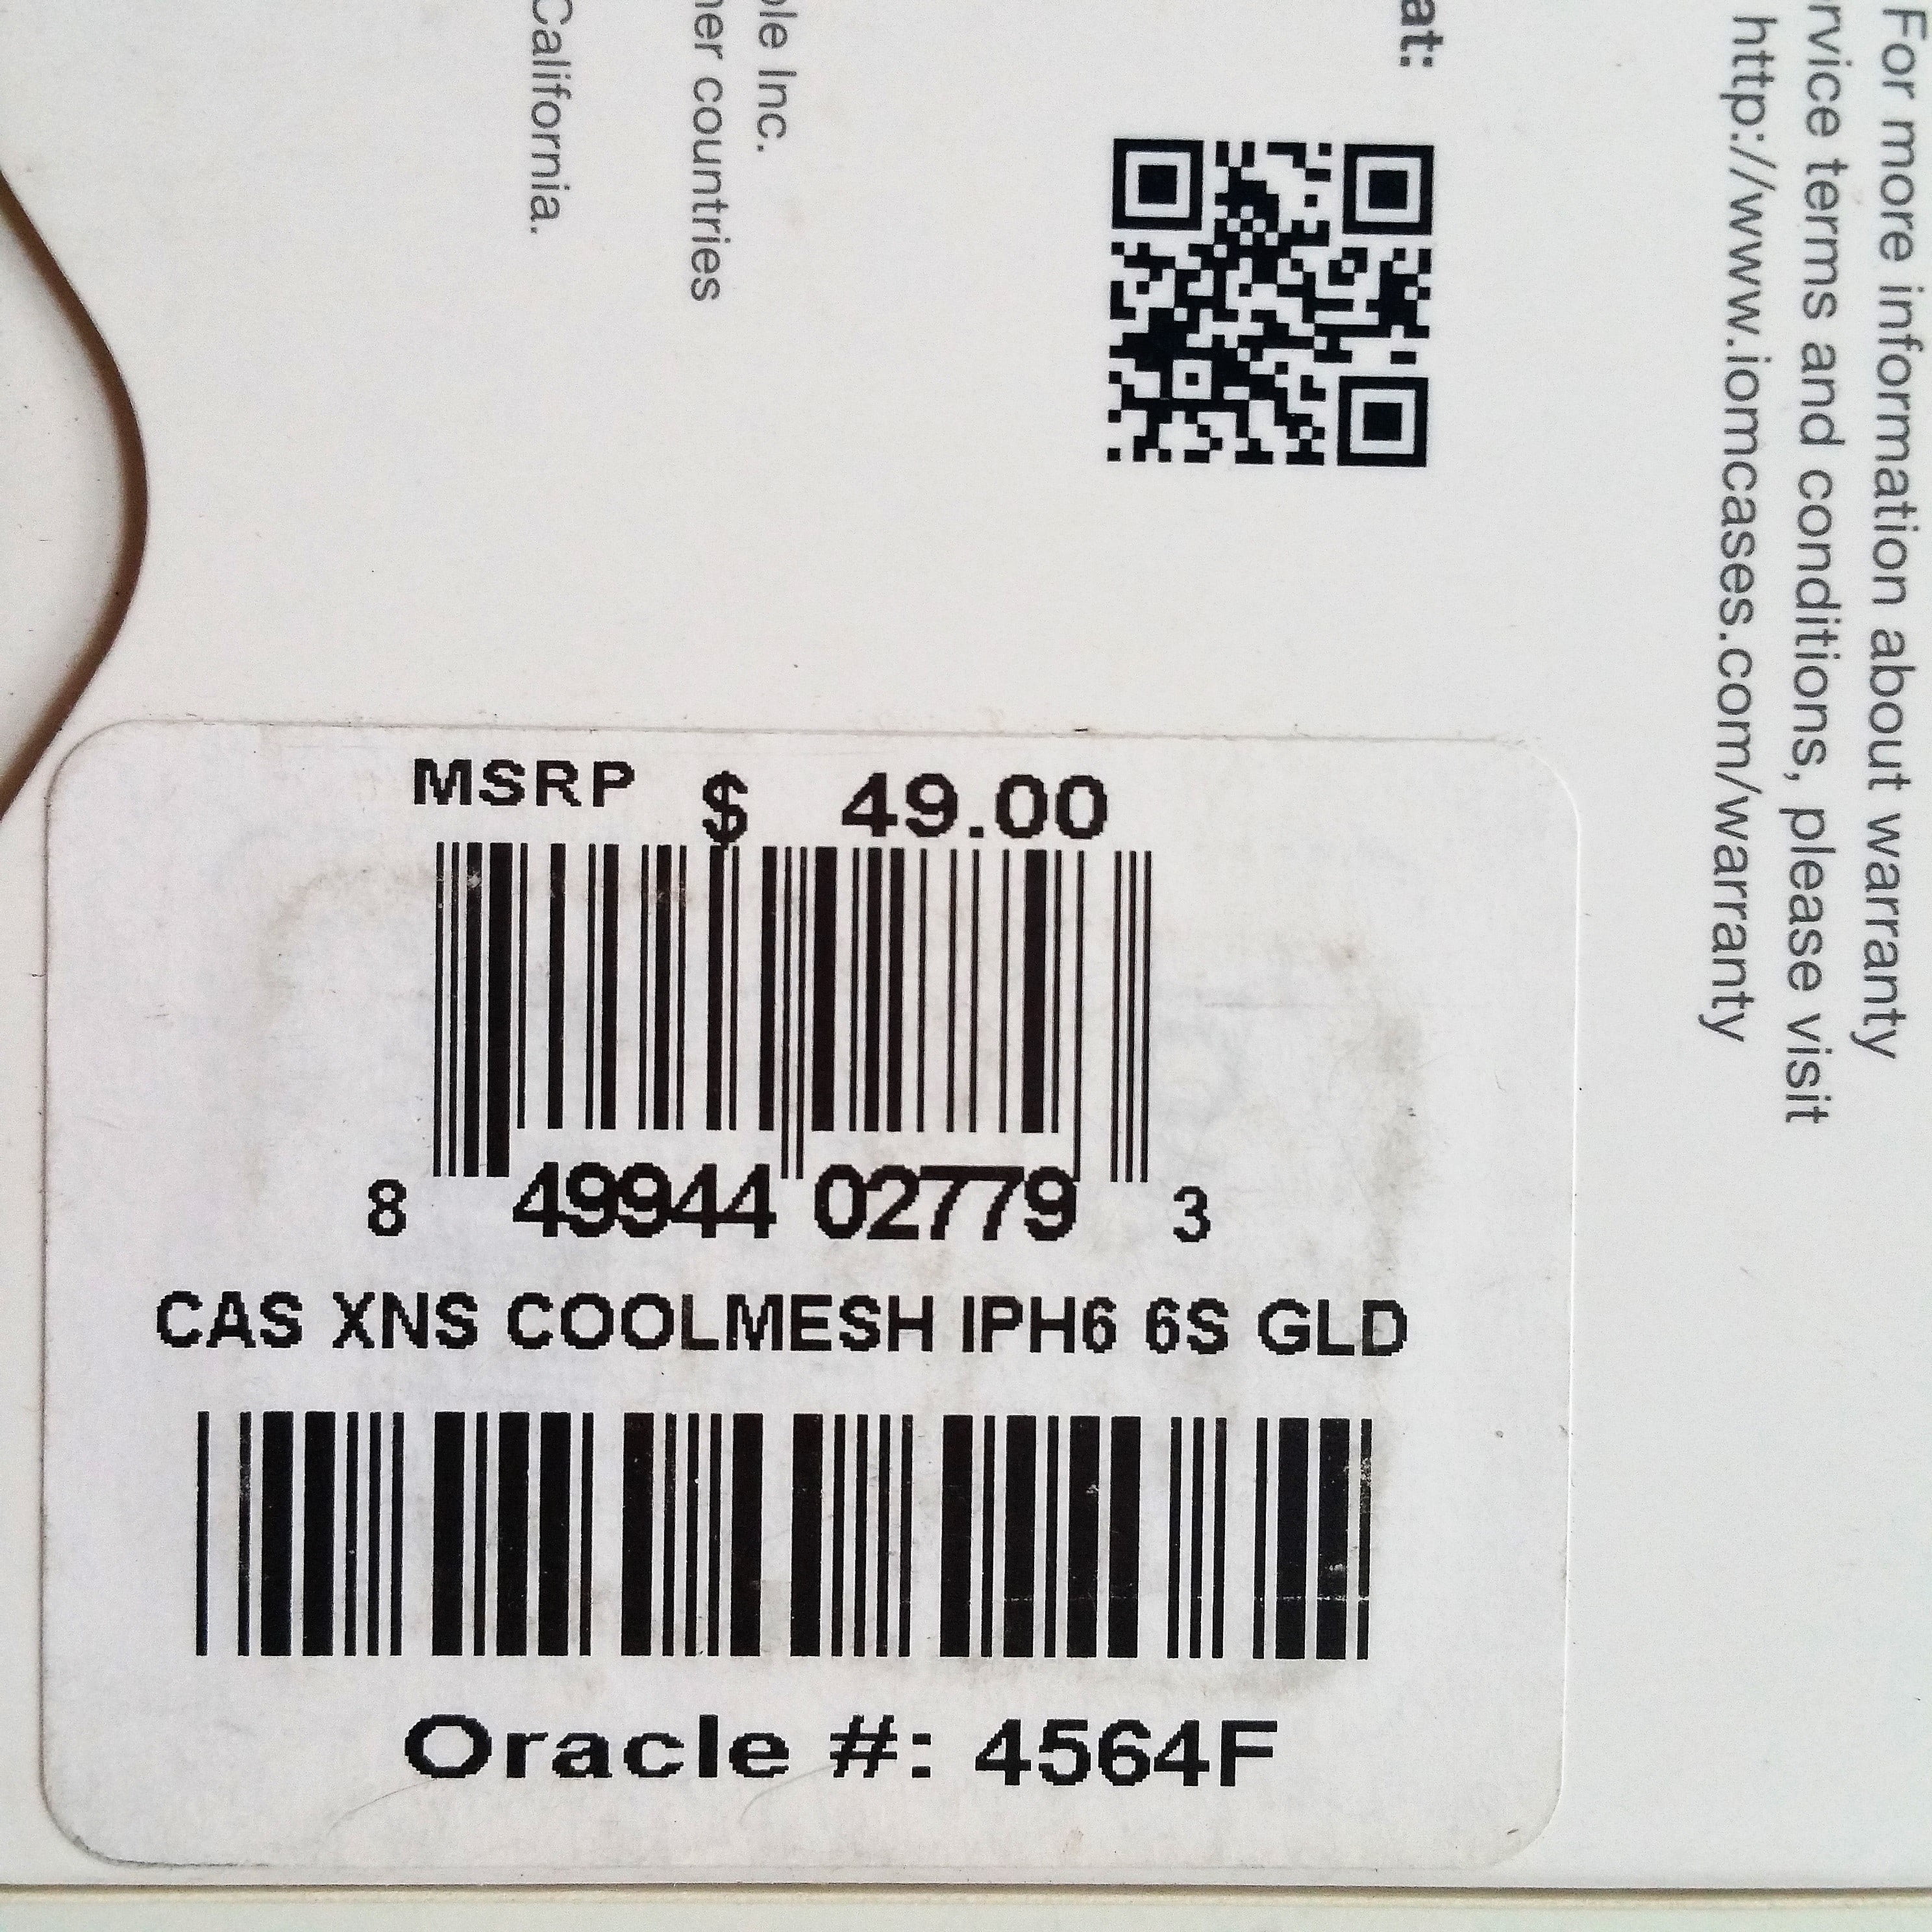 For more information about warranty
rvice terms and conditions, please visit
http://www.iomcases.com/warranty
at:
ple Inc.
her countries
California.
MSRP $ 49.00
8 49944 02779 3
CAS XNS COOLMESH IPH6 6S GLD
Oracle #: 4564F